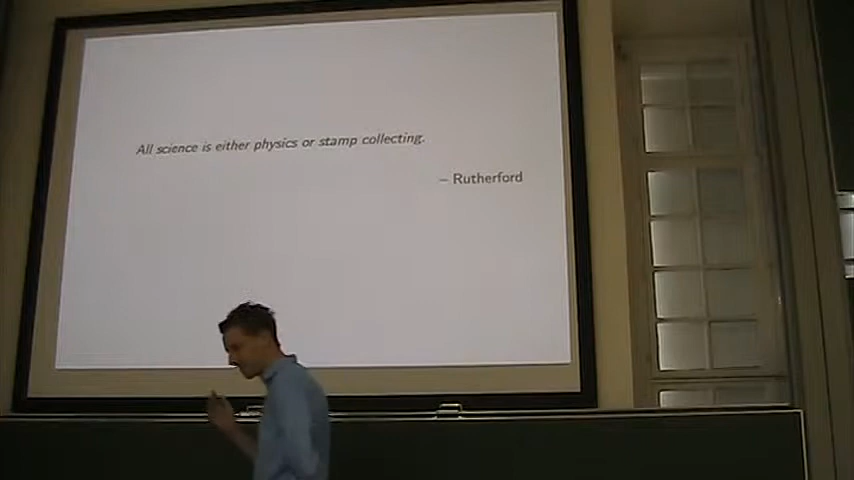 All science is either physics or stamp collecting.
– Rutherford